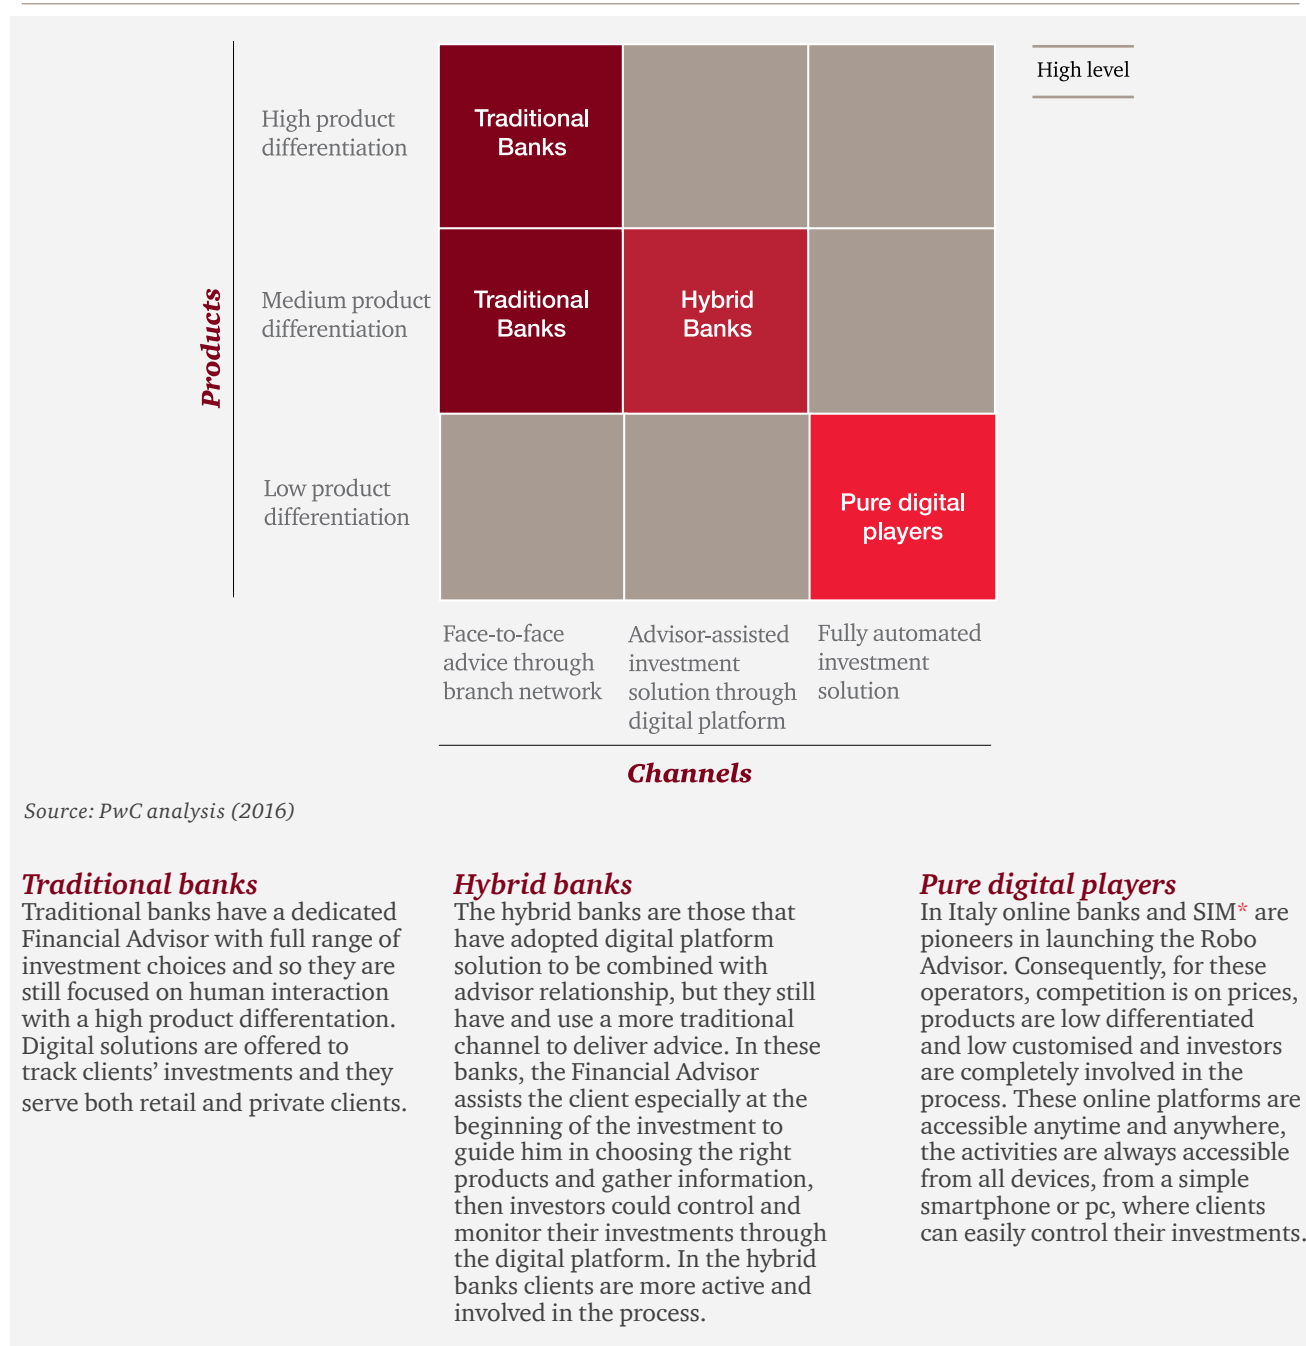 High level
High product
differentiation
Traditional
Banks
Products
Medium product
differentiation
Traditional
Banks
Hybrid
Banks
Low product
differentiation
Pure digital
players
Face-to-face
advice through
branch network
Advisor-assisted
investment
solution through
digital platform
Fully automated
investment
solution
Channels
Source: PwC analysis (2016)
Traditional banks
Traditional banks have a dedicated
Financial Advisor with full range of
investment choices and so they are
still focused on human interaction
with a high product differentation.
Digital solutions are offered to
track clients' investments and they
serve both retail and private clients.
Hybrid banks
The hybrid banks are those that
have adopted digital platform
solution to be combined with
advisor relationship, but they still
have and use a more traditional
channel to deliver advice. In these
banks, the Financial Advisor
assists the client especially at the
beginning of the investment to
guide him in choosing the right
products and gather information,
then investors could control and
monitor their investments through
the digital platform. In the hybrid
banks clients are more active and
involved in the process.
Pure digital players
In Italy online banks and SIM* are
pioneers in launching the Robo
Advisor. Consequently, for these
operators, competition is on prices,
products are low differentiated
and low customised and investors
are completely involved in the
process. These online platforms are
accessible anytime and anywhere,
the activities are always accessible
from all devices, from a simple
smartphone or pc, where clients
can easily control their investments.